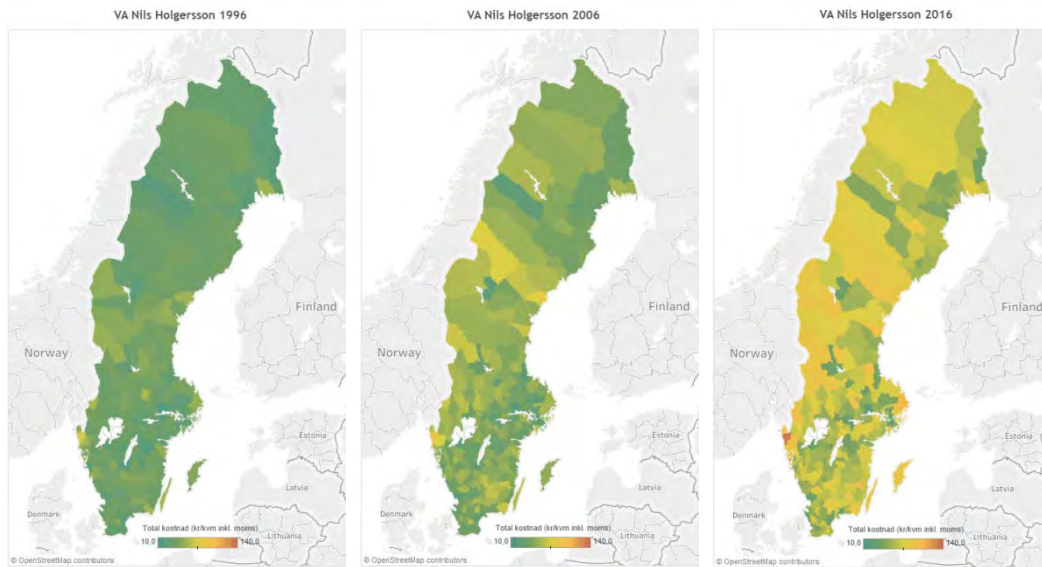 VA Nils Holgersson 1996
Norway
Finland
Estonia
Latvia
Denmark
Lithuania
Total kostnad (kr/kvm inkl. moms)
10,0
140,0
© OpenStreetMap contributors
VA Nils Holgersson 2006
Norway
Finland
Estonia
Latvia
Denmark
Lithuania
Total kostnad (kr/kvm inkl. moms)
10,0
140,0
© OpenStreetMap contributors
VA Nils Holgersson 2016
Norway
Finland
Estonia
Latvia
Denmark
Lithuania
Total kostnad (kr/kvm inkl. moms)
10,0
140,0
© OpenStreetMap contributors